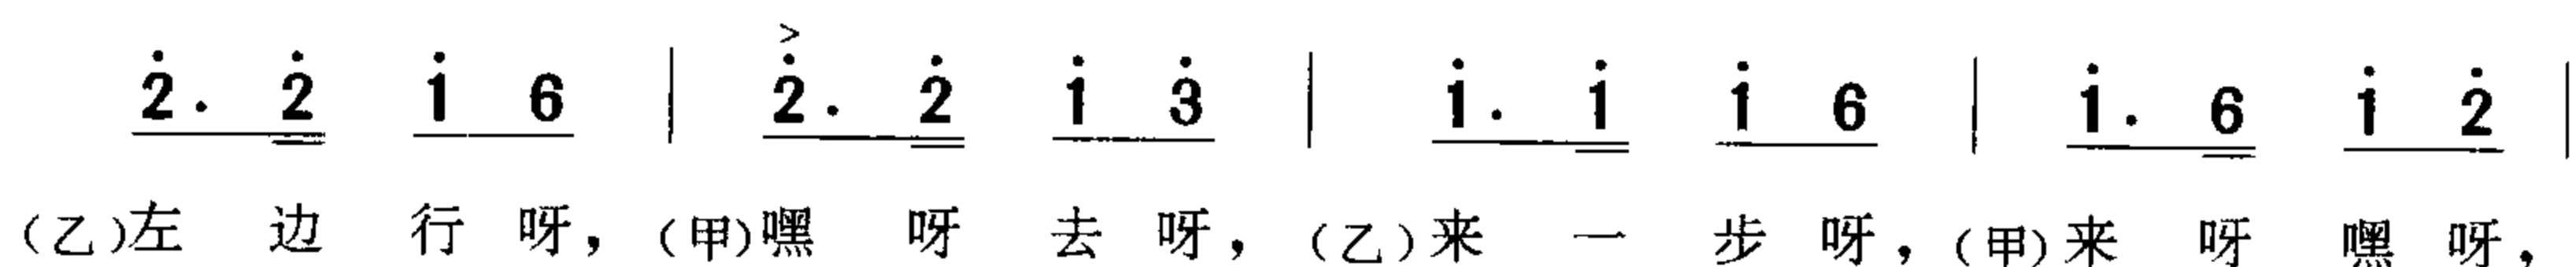 2̇. 2̇ 1̇ 6 | 2̇. 2̇ 1̇ 3̇ | 1̇. 1̇ 1̇ 6 | 1̇. 6 1̇ 2̇ |
(乙)左 边 行 呀，(甲)嘿 呀 去 呀，(乙)来 一 步 呀，(甲)来 呀 嘿 呀，